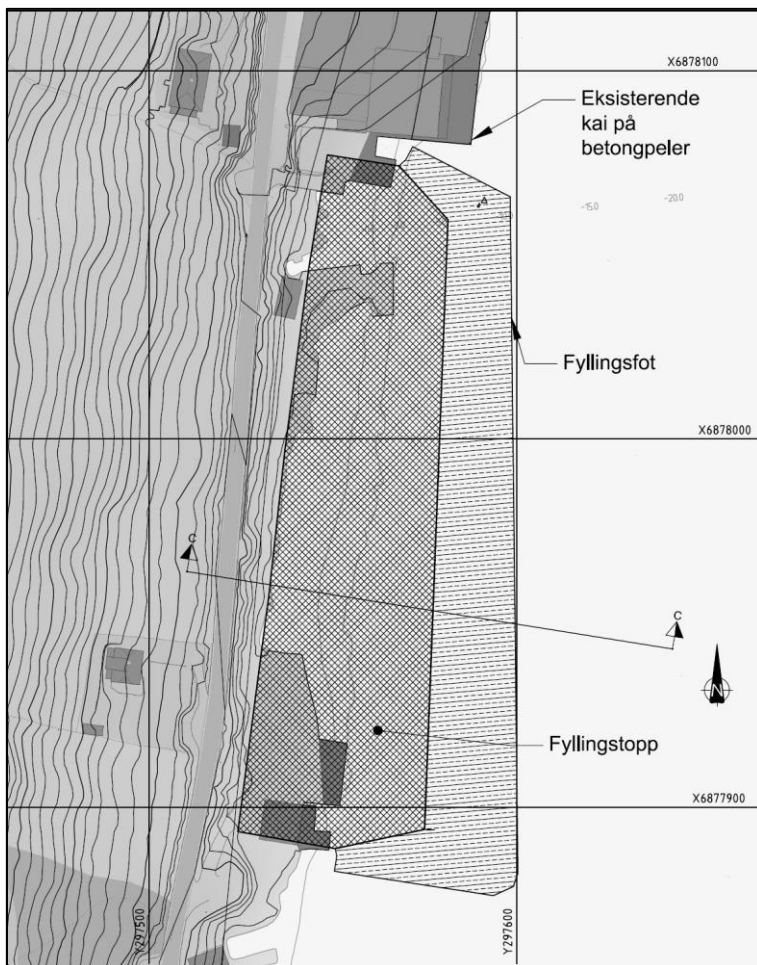 X6878100
Eksisterende
kai på
betongpeler
-15.0
-20.0
Fyllingsfot
X6878000
C
C
N
Fyllingstopp
X6877900
Y297500
Y297600